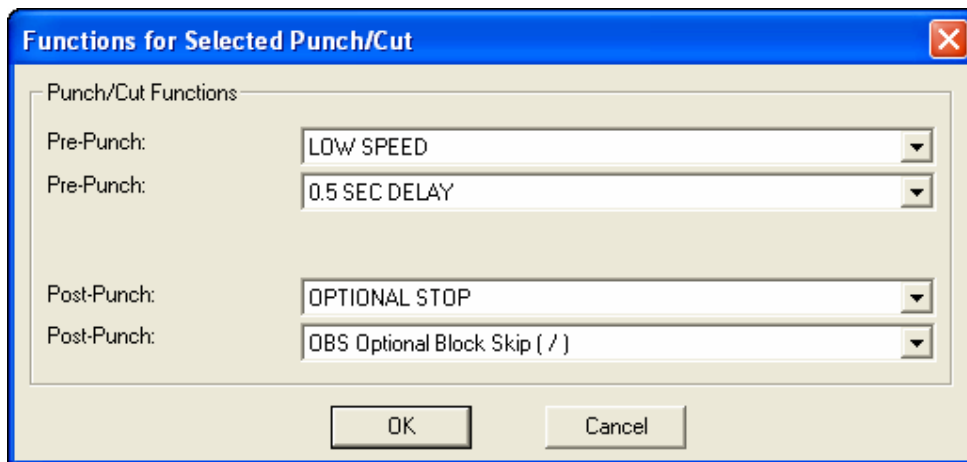 Functions for Selected Punch/Cut
Punch/Cut Functions
Pre-Punch: LOW SPEED
Pre-Punch: 0.5 SEC DELAY
Post-Punch: OPTIONAL STOP
Post-Punch: OBS Optional Block Skip ( / )
OK Cancel